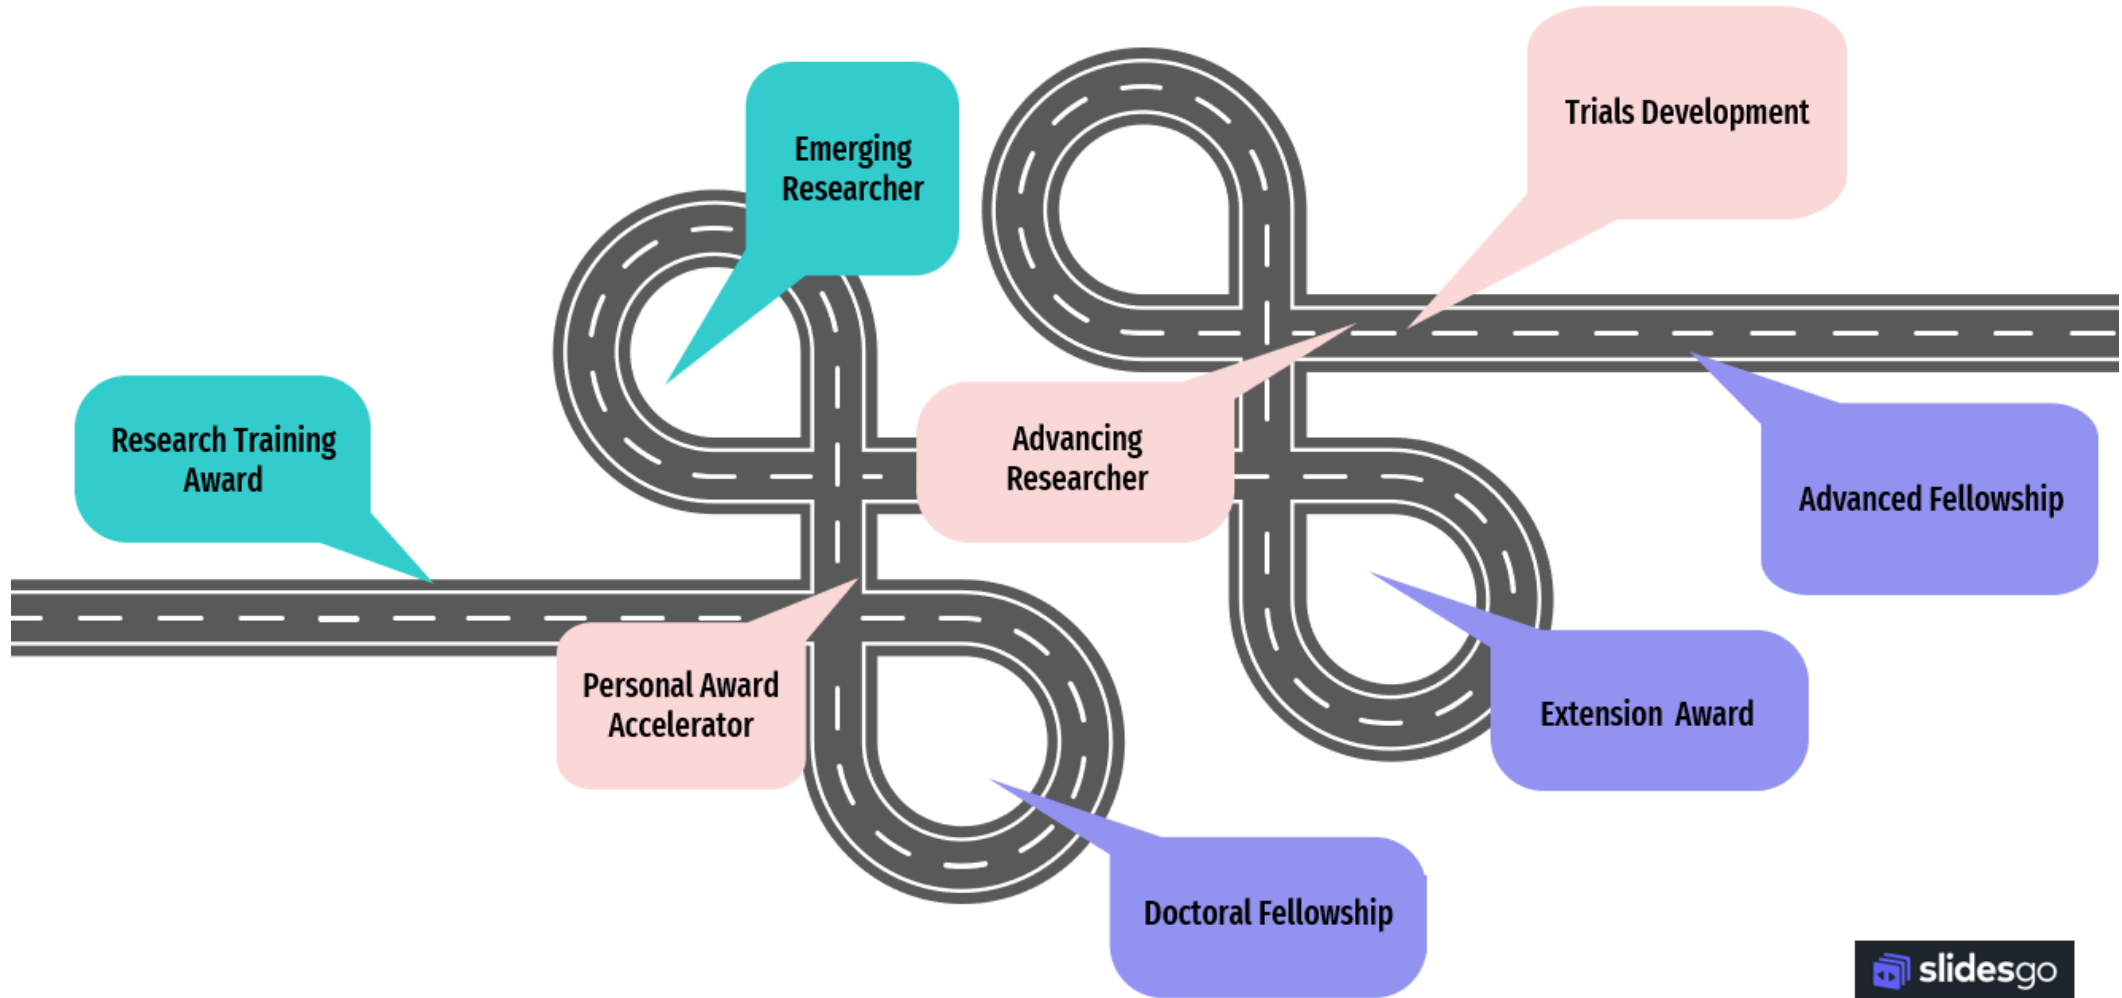 Emerging
Researcher
Trials Development
Research Training
Award
Advancing
Researcher
Advanced Fellowship
Personal Award
Accelerator
Extension Award
Doctoral Fellowship
slidesgo